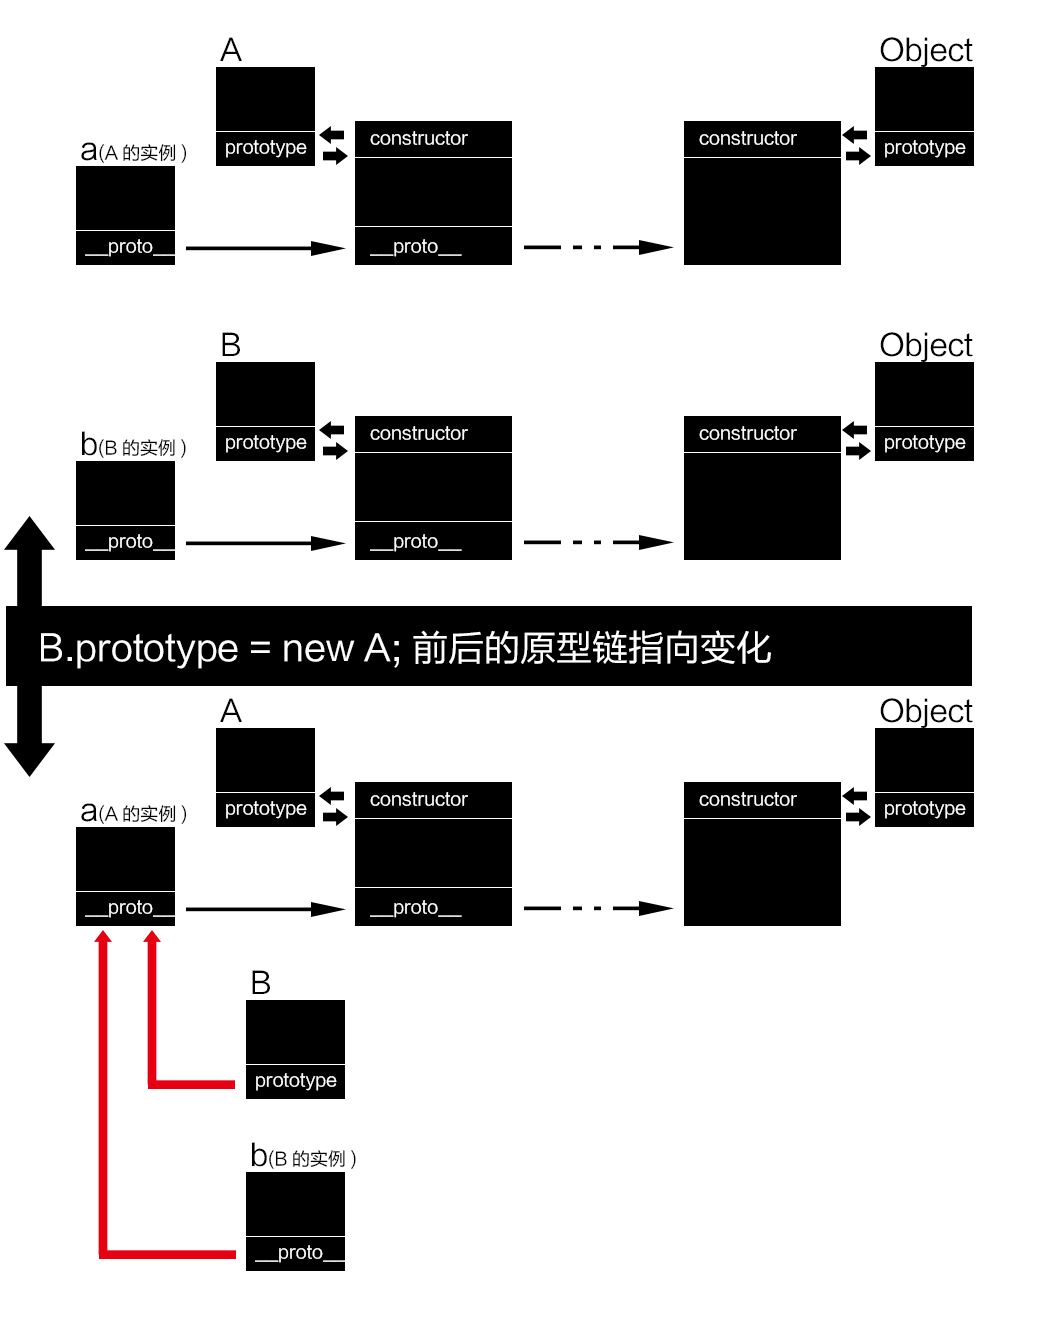 A
Object
prototype
constructor
constructor
prototype
a(A 的实例 )
__proto__
__proto__
B
Object
prototype
constructor
constructor
prototype
b(B 的实例 )
__proto__
__proto__
B.prototype = new A; 前后的原型链指向变化
A
Object
prototype
constructor
constructor
prototype
a(A 的实例 )
__proto__
__proto__
B
prototype
b(B 的实例 )
__proto__